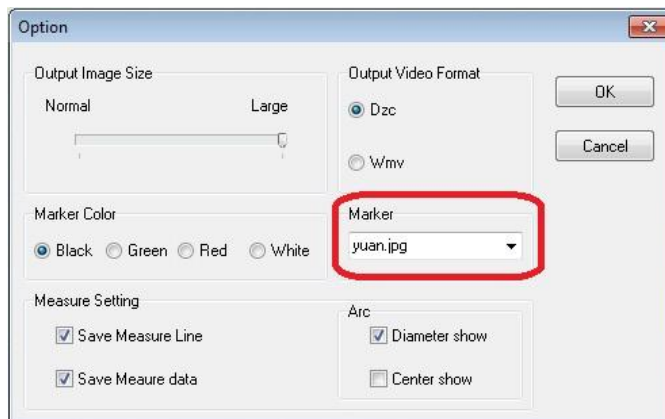 Option
Output Image Size
Normal Large
Output Video Format
Dzc
Wmv
OK
Cancel
Marker Color
Black Green Red White
Marker
yuan.jpg
Measure Setting
Save Measure Line
Save Meaure data
Arc
Diameter show
Center show